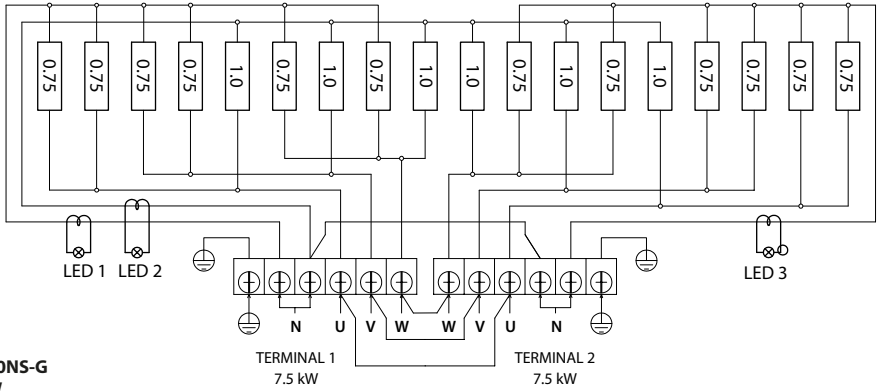 0.75 0.75 0.75 0.75 1.0 0.75 1.0 0.75 1.0 1.0 0.75 1.0 0.75 1.0 0.75 0.75 0.75 0.75
LED 1 LED 2 LED 3
N U V W W V U N
TERMINAL 1 TERMINAL 2
7.5 kW 7.5 kW
0NS-G